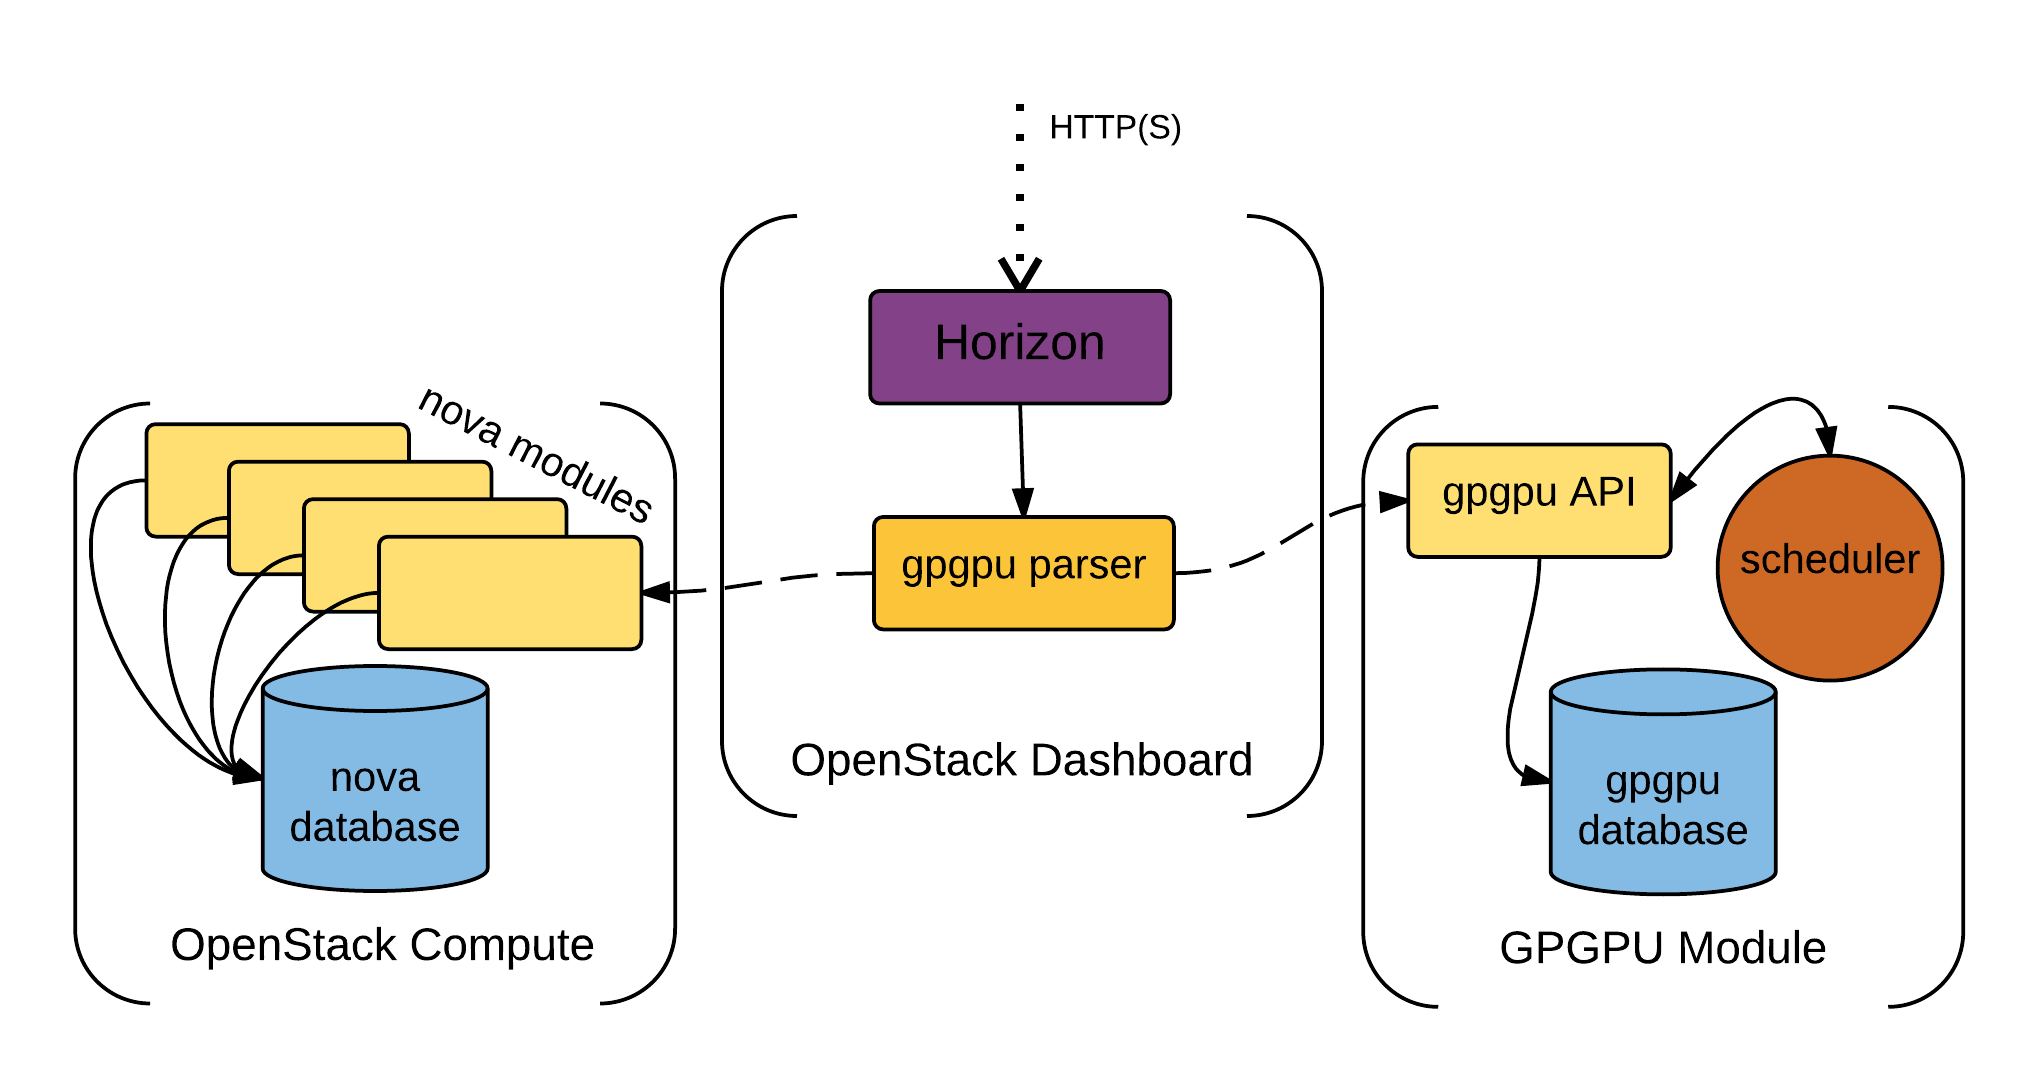 HTTP(S)
Horizon
gpgpu parser
OpenStack Dashboard
nova modules
nova
database
OpenStack Compute
gpgpu API
scheduler
gpgpu
database
GPGPU Module